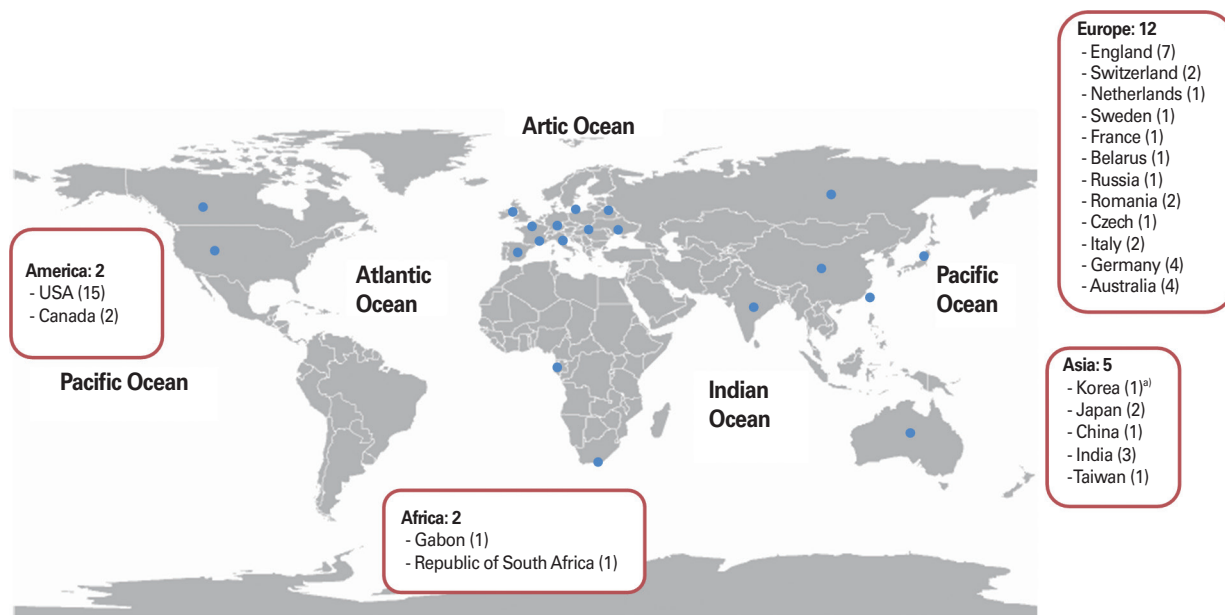 Europe: 12
- England (7)
- Switzerland (2)
- Netherlands (1)
- Sweden (1)
- France (1)
- Belarus (1)
- Russia (1)
- Romania (2)
- Czech (1)
- Italy (2)
- Germany (4)
- Australia (4)
Artic Ocean
America: 2
- USA (15)
- Canada (2)
Atlantic
Ocean
Pacific
Ocean
Pacific Ocean
Indian
Ocean
Asia: 5
- Korea (1)a)
- Japan (2)
- China (1)
- India (3)
-Taiwan (1)
Africa: 2
- Gabon (1)
- Republic of South Africa (1)